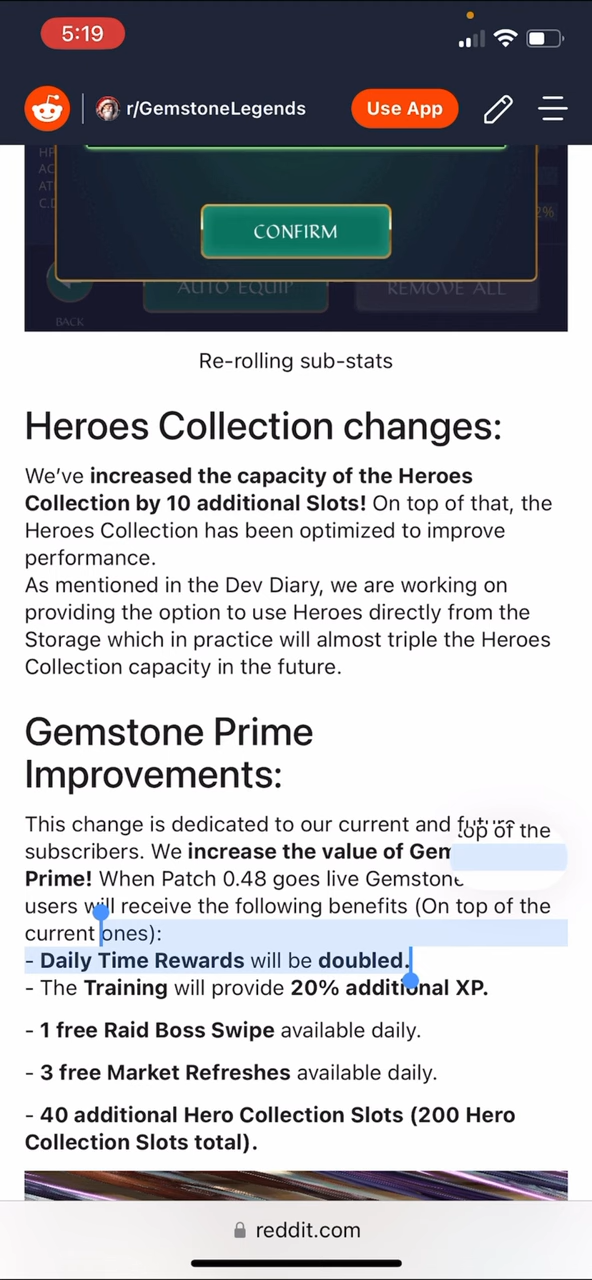 5:19
r/GemstoneLegends
Use App
HP
AC
AT
C.D
2%
CONFIRM
AUTO EQUIP
REMOVE ALL
BACK
Re-rolling sub-stats
Heroes Collection changes:
We’ve increased the capacity of the Heroes
Collection by 10 additional Slots! On top of that, the
Heroes Collection has been optimized to improve
performance.
As mentioned in the Dev Diary, we are working on
providing the option to use Heroes directly from the
Storage which in practice will almost triple the Heroes
Collection capacity in the future.
Gemstone Prime
Improvements:
This change is dedicated to our current and future
top of the
subscribers. We increase the value of Gem
Prime! When Patch 0.48 goes live Gemstone
users will receive the following benefits (On top of the
current ones):
- Daily Time Rewards will be doubled.
- The Training will provide 20% additional XP.
- 1 free Raid Boss Swipe available daily.
- 3 free Market Refreshes available daily.
- 40 additional Hero Collection Slots (200 Hero
Collection Slots total).
reddit.com